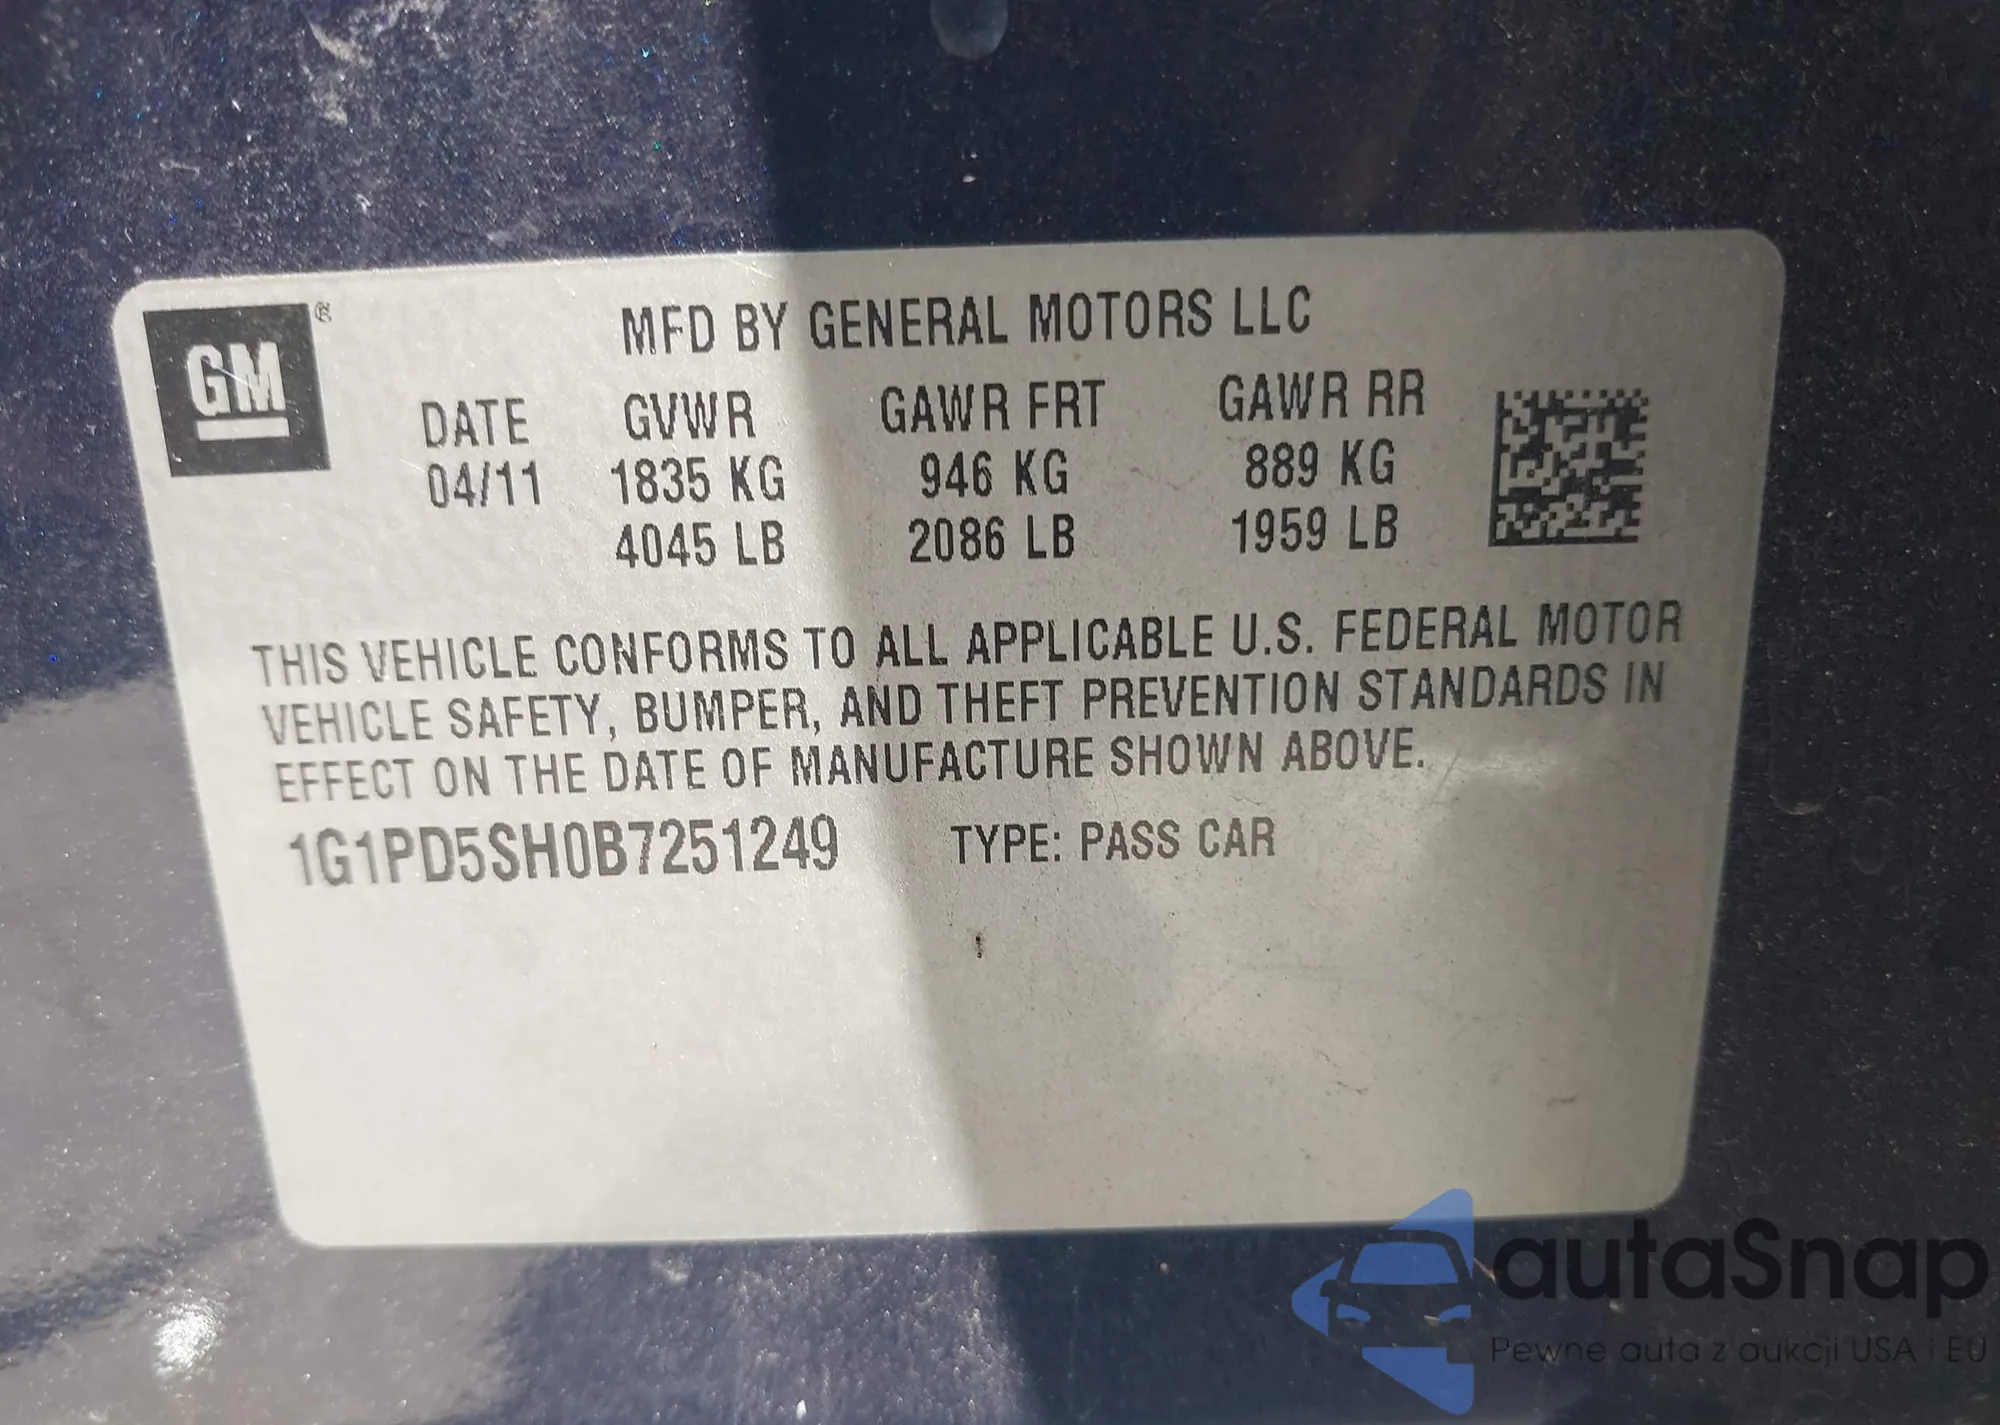 GM ®
MFD BY GENERAL MOTORS LLC
DATE GVWR GAWR FRT GAWR RR
04/11 1835 KG 946 KG 889 KG
4045 LB 2086 LB 1959 LB
THIS VEHICLE CONFORMS TO ALL APPLICABLE U.S. FEDERAL MOTOR
VEHICLE SAFETY, BUMPER, AND THEFT PREVENTION STANDARDS IN
EFFECT ON THE DATE OF MANUFACTURE SHOWN ABOVE.
1G1PD5SH0B7251249 TYPE: PASS CAR
autaSnap
Pewne auta z aukcji USA i EU